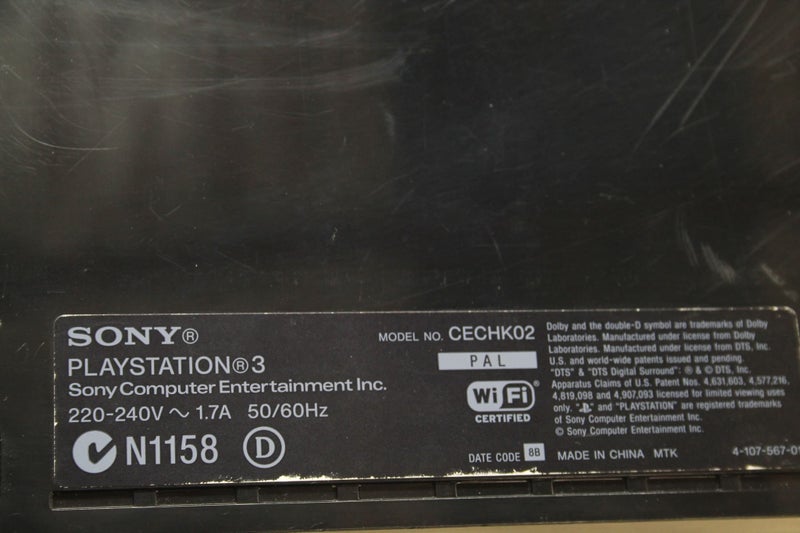 SONY®
PLAYSTATION®3
Sony Computer Entertainment Inc.
220-240V ~ 1.7A 50/60Hz
N1158 D
MODEL NO. CECHK02
PAL
Wi Fi®
CERTIFIED
DATE CODE 8B MADE IN CHINA MTK
Dolby and the double-D symbol are trademarks of Dolby
Laboratories. Manufactured under license from Dolby
Laboratories. Manufactured under license from DTS, Inc.
U.S. and world-wide patents issued and pending
"DTS" & "DTS Digital Surround": ® & © DTS, Inc.
Apparatus Claims of U.S. Patent Nos. 4,631,603, 4,577,216,
4,819,098 and 4,907,093 licensed for limited viewing uses
only. " " and "PLAYSTATION" are registered trademarks
of Sony Computer Entertainment Inc.
© Sony Computer Entertainment Inc.
4-107-567-01